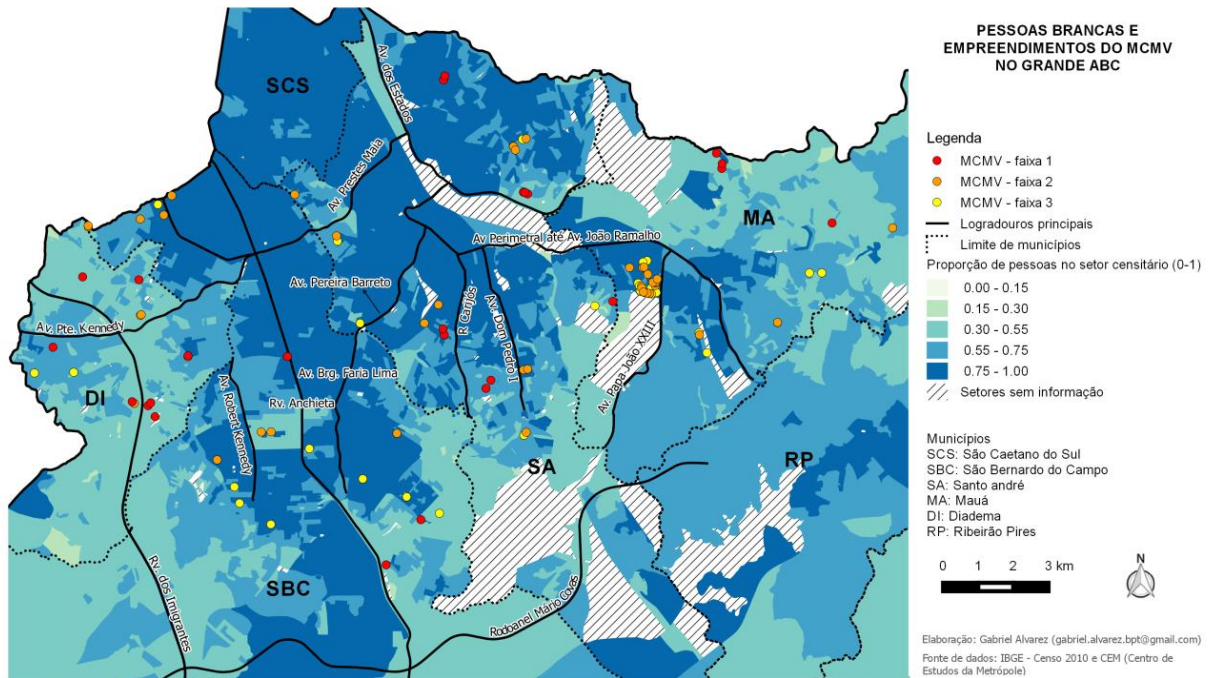 PESSOAS BRANCAS E
EMPREENDIMENTOS DO MCMV
NO GRANDE ABC
Legenda
MCMV - faixa 1
MCMV - faixa 2
MCMV - faixa 3
Logradouros principais
Limite de municípios
Proporção de pessoas no setor censitário (0-1)
0.00 - 0.15
0.15 - 0.30
0.30 - 0.55
0.55 - 0.75
0.75 - 1.00
Setores sem informação
Municípios
SCS: São Caetano do Sul
SBC: São Bernardo do Campo
SA: Santo andré
MA: Mauá
DI: Diadema
RP: Ribeirão Pires
N
0 1 2 3 km
Elaboração: Gabriel Alvarez (gabriel.alvarez.bpt@gmail.com)
Fonte de dados: IBGE - Censo 2010 e CEM (Centro de
Estudos da Metrópole)
SCS
Av. dos Estados
Av. Prestes Maia
MA
Av Perimetral até Av. João Ramalho
Av. Pereira Barreto
Av. Pte. Kennedy
R Carijós
Av. Dom Pedro I
Av. Papa João XXIII
Av. Brg. Faria Lima
DI
Av. Robert Kennedy
Rv. Anchieta
SA
RP
SBC
Rv. dos Imigrantes
Rodoanel Mário Covas